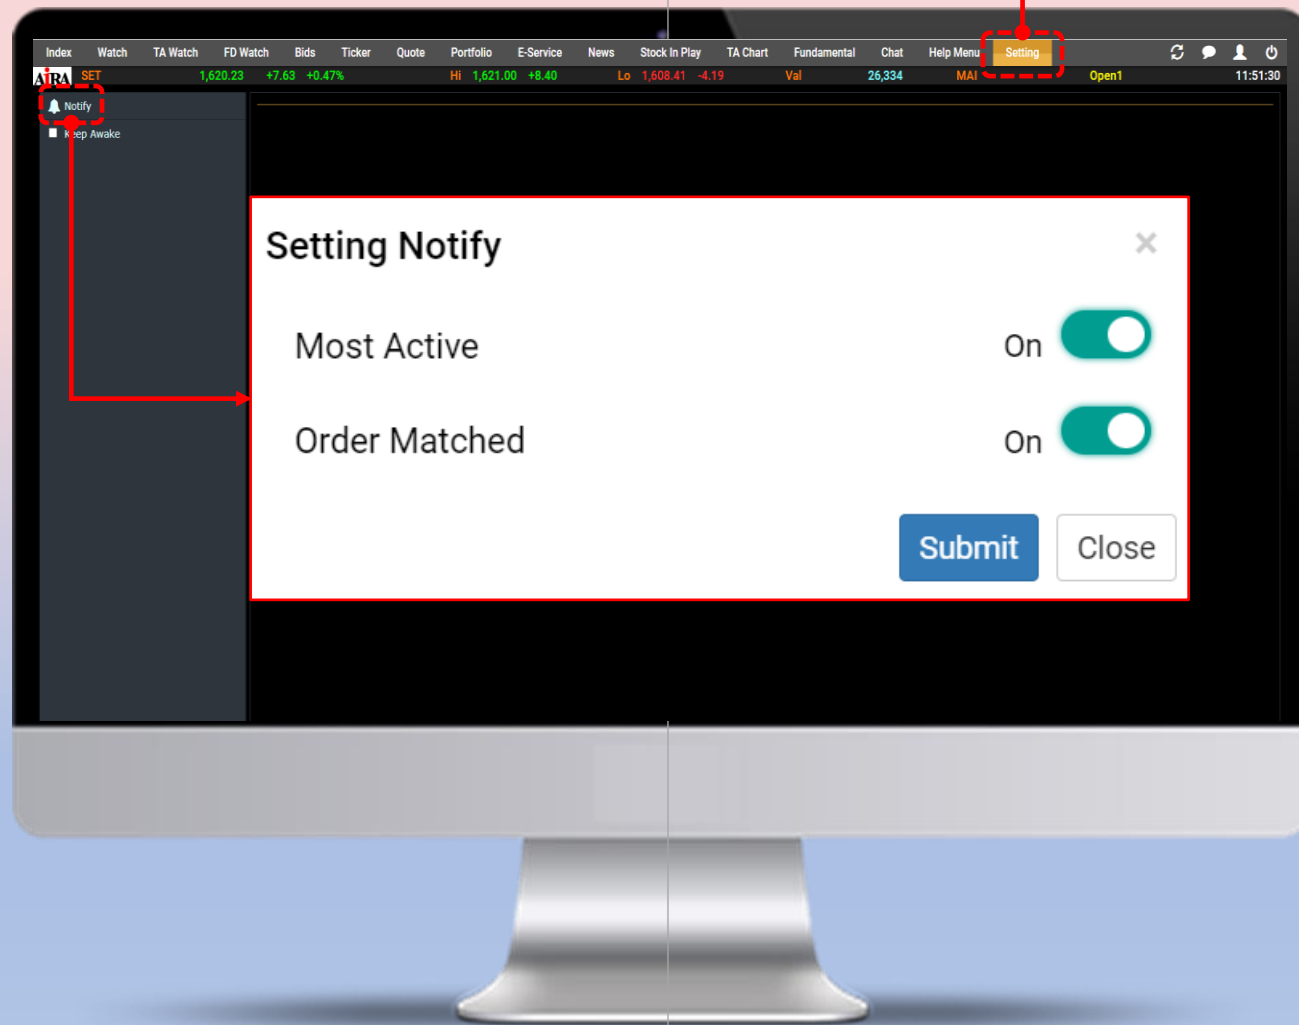 Index Watch TA Watch FD Watch Bids Ticker Quote Portfolio E-Service News Stock In Play TA Chart Fundamental Chat Help Menu Setting
AiRA SET 1,620.23 +7.63 +0.47% Hi 1,621.00 +8.40 Lo 1,608.41 -4.19 Val 26,334 MAI Open1 11:51:30
Notify
Keep Awake
Setting Notify ×
Most Active On
Order Matched On
Submit Close